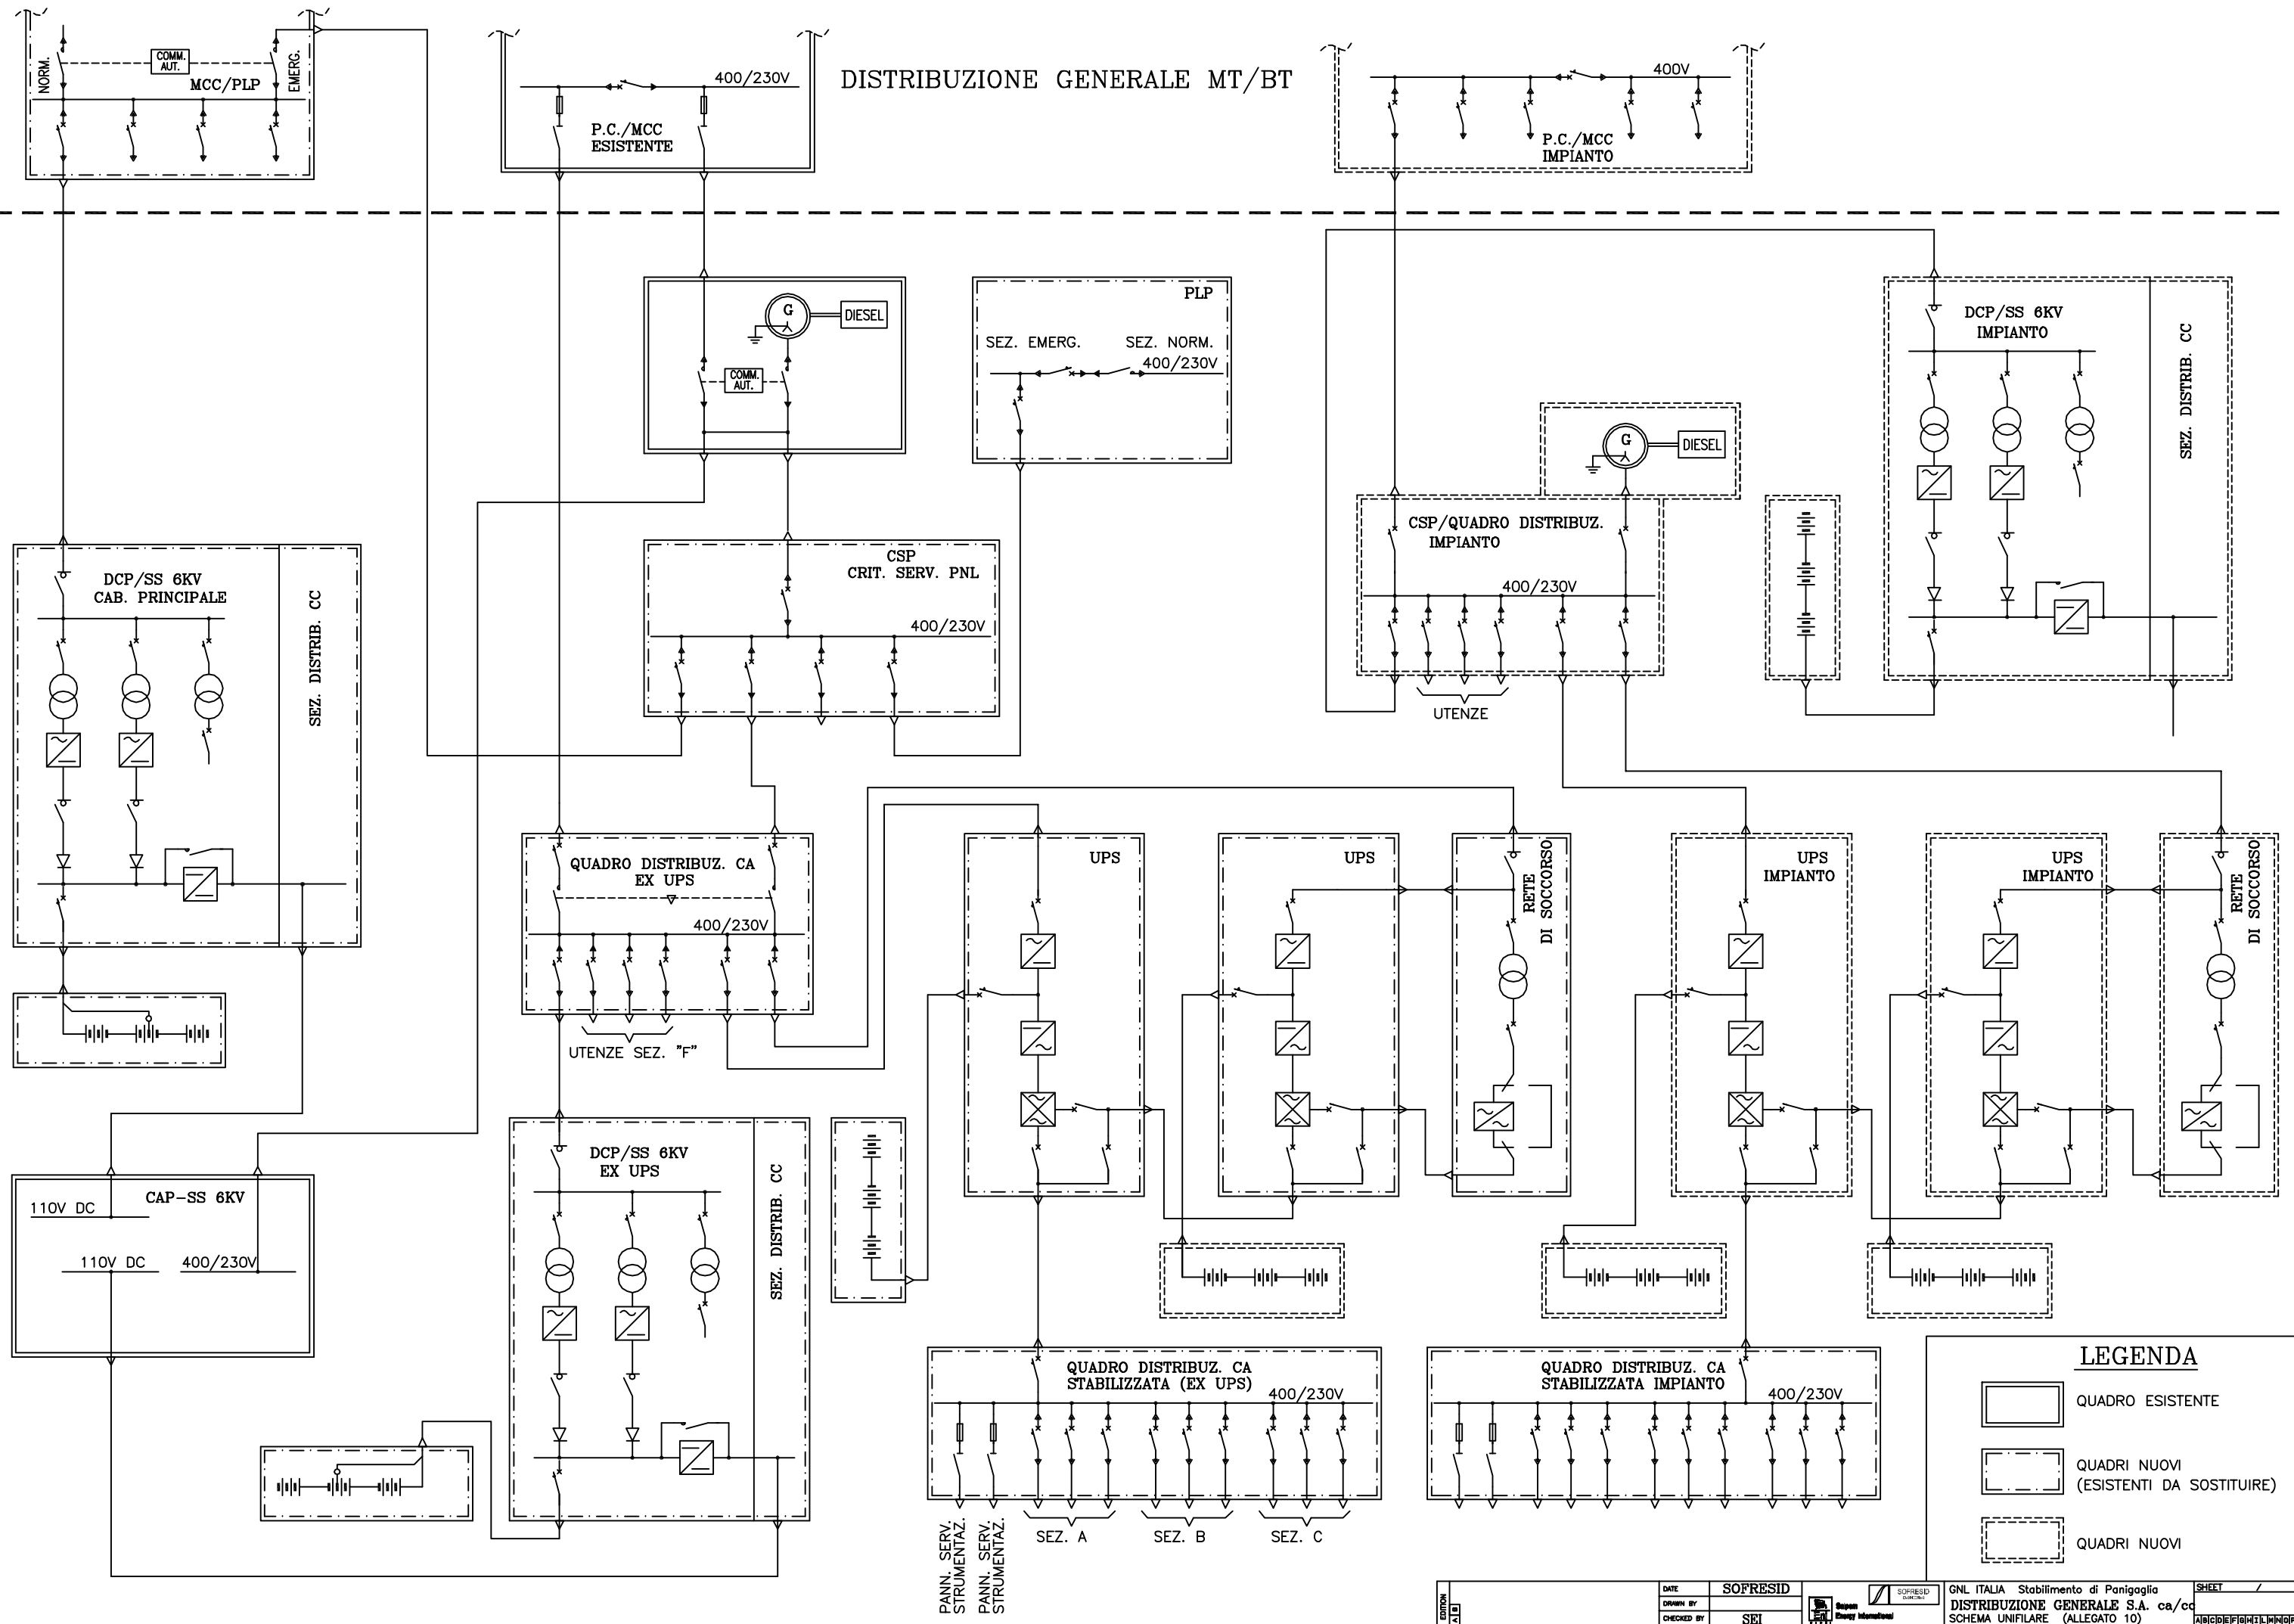 NORM.
COMM.
AUT.
EMERG.
MCC/PLP
400/230V
P.C./MCC
ESISTENTE
DISTRIBUZIONE GENERALE MT/BT
400V
P.C./MCC
IMPIANTO
G
DIESEL
COMM.
AUT.
PLP
SEZ. EMERG.
SEZ. NORM.
400/230V
DCP/SS 6KV
IMPIANTO
SEZ. DISTRIB. CC
G
DIESEL
CSP/QUADRO DISTRIBUZ.
IMPIANTO
400/230V
UTENZE
DCP/SS 6KV
CAB. PRINCIPALE
SEZ. DISTRIB. CC
CSP
CRIT. SERV. PNL
400/230V
QUADRO DISTRIBUZ. CA
EX UPS
400/230V
UTENZE SEZ. "F"
UPS
UPS
RETE
DI SOCCORSO
UPS
IMPIANTO
UPS
IMPIANTO
RETE
DI SOCCORSO
CAP-SS 6KV
110V DC
110V DC
400/230V
DCP/SS 6KV
EX UPS
SEZ. DISTRIB. CC
QUADRO DISTRIBUZ. CA
STABILIZZATA (EX UPS)
400/230V
PANN. SERV.
STRUMENTAZ.
PANN. SERV.
STRUMENTAZ.
SEZ. A
SEZ. B
SEZ. C
QUADRO DISTRIBUZ. CA
STABILIZZATA IMPIANTO
400/230V
LEGENDA
QUADRO ESISTENTE
QUADRI NUOVI
(ESISTENTI DA SOSTITUIRE)
QUADRI NUOVI
EDITION
A B
DATE
SOFRESID
DRAWN BY
CHECKED BY
SEI
Saipem
Energy International
SOFRESID
GNL ITALIA Stabilimento di Panigaglia
DISTRIBUZIONE GENERALE S.A. ca/cc
SCHEMA UNIFILARE (ALLEGATO 10)
SHEET /